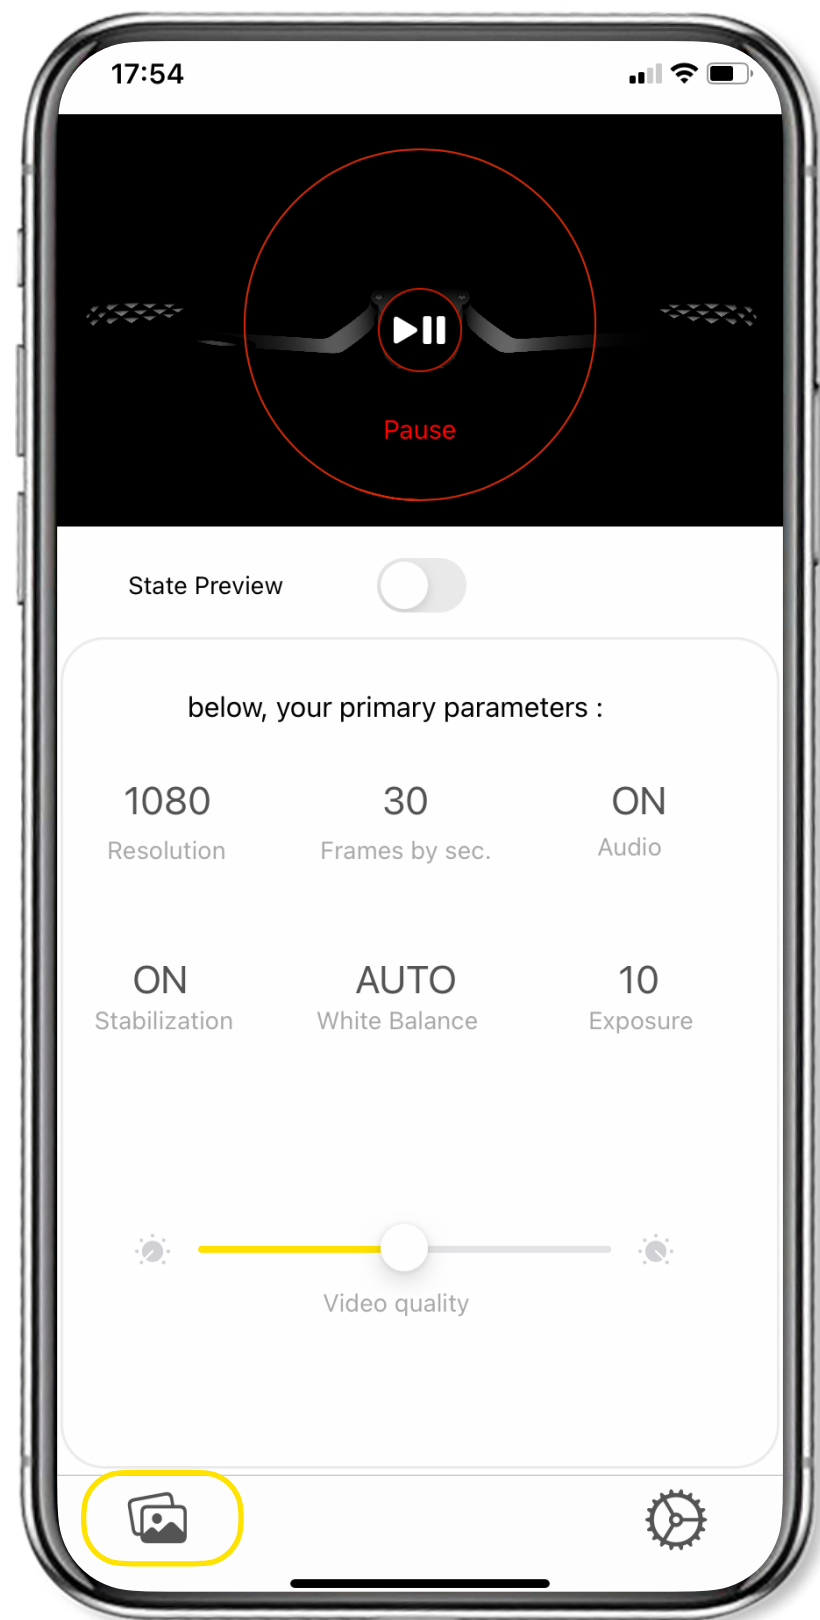 17:54
Pause
State Preview
below, your primary parameters :
1080 30 ON
Resolution Frames by sec. Audio
ON AUTO 10
Stabilization White Balance Exposure
Video quality